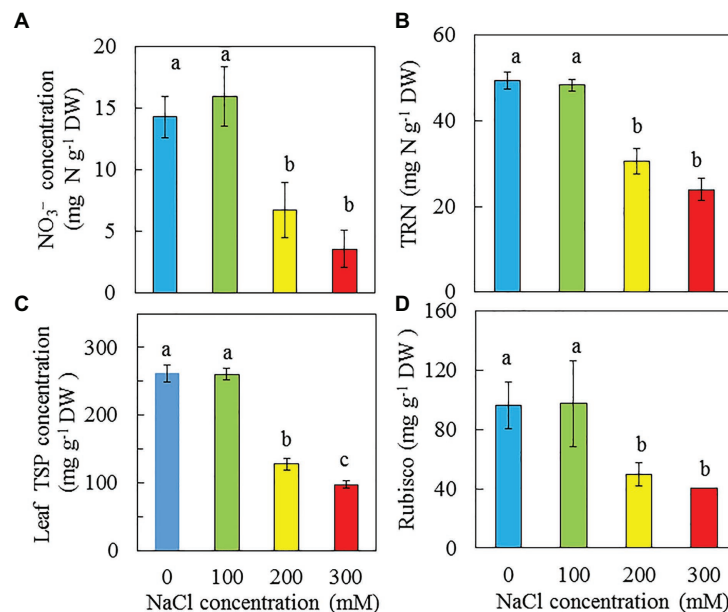 A
NO₃⁻ concentration
(mg N g⁻¹ DW)
20
15
10
5
0
a
a
b
b
B
TRN (mg N g⁻¹ DW)
60
40
20
0
a
a
b
b
C
Leaf TSP concentration
(mg g⁻¹ DW )
300
200
100
0
a
a
b
c
0 100 200 300
NaCl concentration (mM)
D
Rubisco (mg g⁻¹ DW)
160
120
80
40
0
a
a
b
b
0 100 200 300
NaCl concentration (mM)